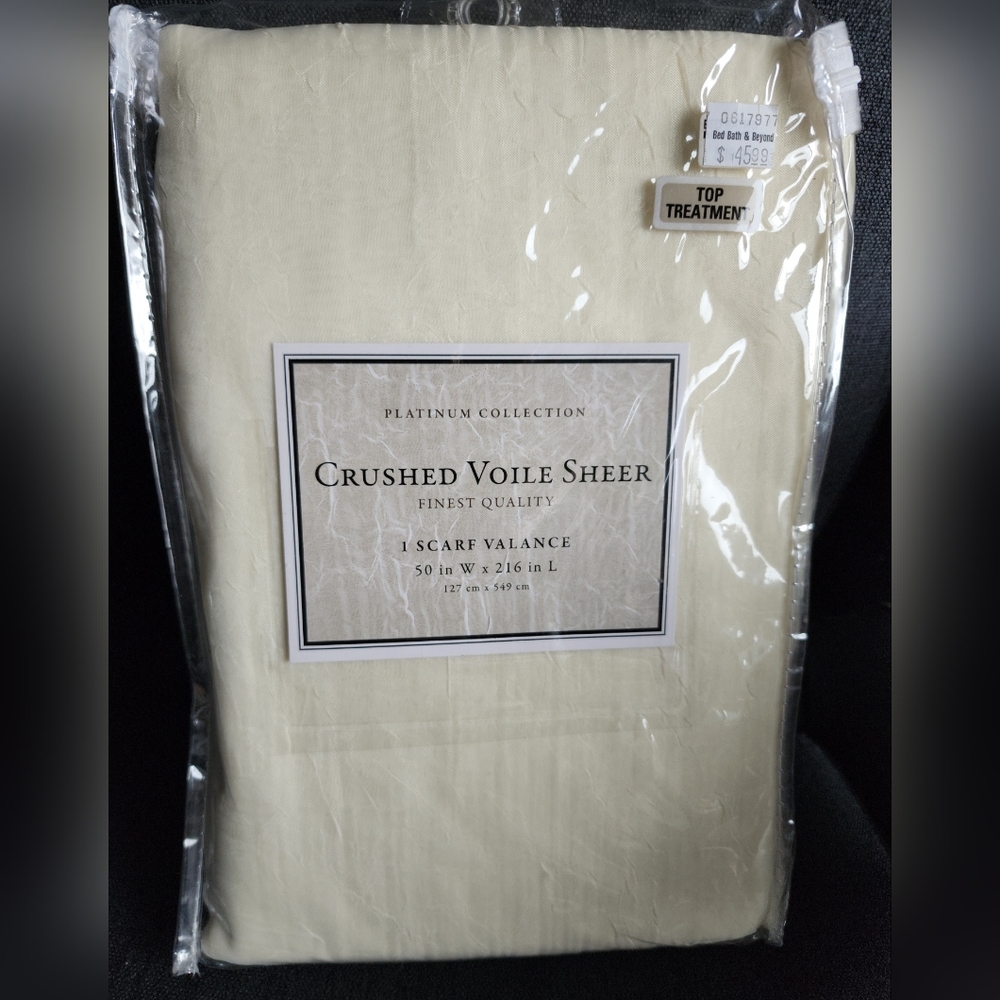 0617977
Bed Bath & Beyond
$ 45.99
TOP
TREATMENT
PLATINUM COLLECTION
CRUSHED VOILE SHEER
FINEST QUALITY
1 SCARF VALANCE
50 in W x 216 in L
127 cm x 549 cm